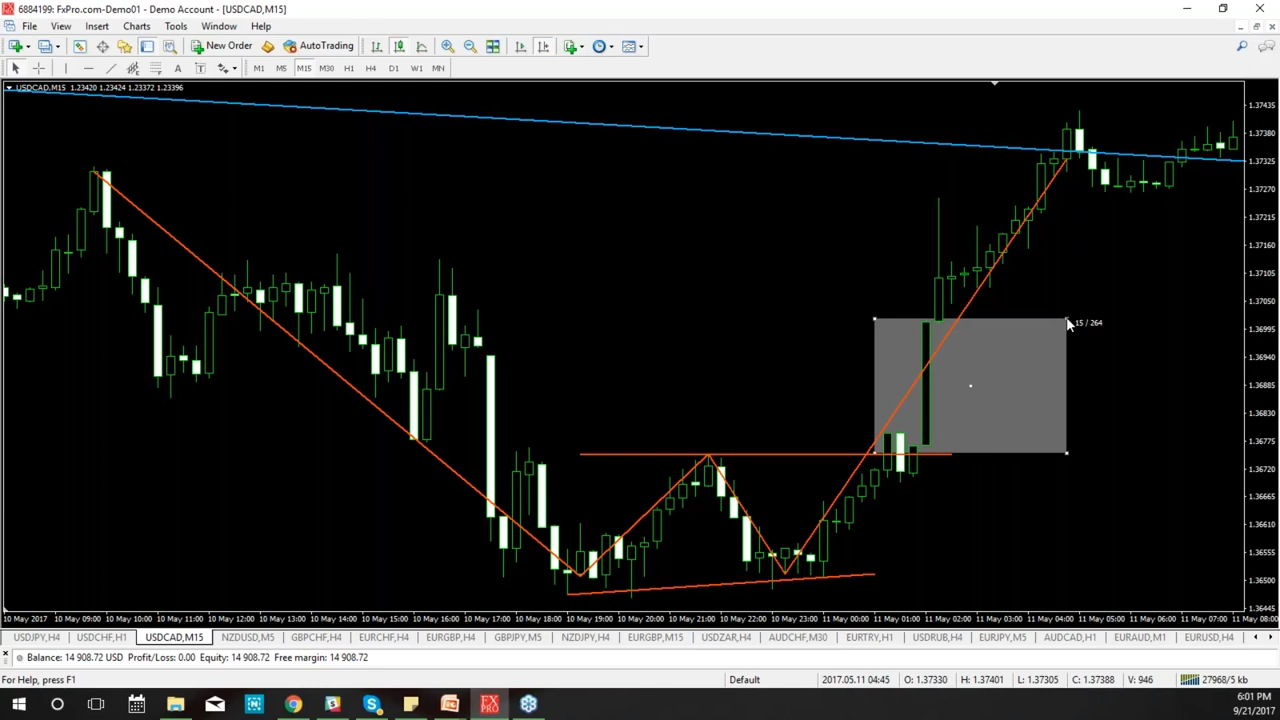 6884199: FxPro.com-Demo01 - Demo Account - [USDCAD,M15]
File View Insert Charts Tools Window Help
New Order AutoTrading
A T M1 M5 M15 M30 H1 H4 D1 W1 MN
USDCAD,M15 1.23420 1.23424 1.23372 1.23396
1.37435
1.37380
1.37325
1.37270
1.37215
1.37160
1.37105
1.37050
15 / 264
1.36995
1.36940
1.36885
1.36830
1.36775
1.36720
1.36665
1.36610
1.36555
1.36500
1.36445
10 May 2017 10 May 09:00 10 May 11:00 10 May 12:00 10 May 13:00 10 May 14:00 10 May 15:00 10 May 16:00 10 May 17:00 10 May 19:00 10 May 20:00 10 May 21:00 10 May 22:00 10 May 23:00 11 May 00:00 11 May 01:00 11 May 02:00 11 May 03:00 11 May 04:00 11 May 05:00 11 May 06:00 11 May 07:00 11 May 08:00
USDJPY,H4 USDCHF,H1 USDCAD,M15 NZDUSD,M5 GBPCHF,H4 EURCHF,H4 EURGBP,H4 GBPJPY,M5 NZDJPY,H4 EURGBP,M15 USDZAR,H4 AUDCHF,M30 EURTRY,H1 USDRUB,H4 EURJPY,M5 AUDCAD,H1 EURAUD,M1 EURUSD,H4
Balance: 14 908.72 USD Profit/Loss: 0.00 Equity: 14 908.72 Free margin: 14 908.72
For Help, press F1 Default 2017.05.11 04:45 O: 1.37330 H: 1.37401 L: 1.37305 C: 1.37388 V: 946 27968/5 kb
FX PRO
6:01 PM
9/21/2017